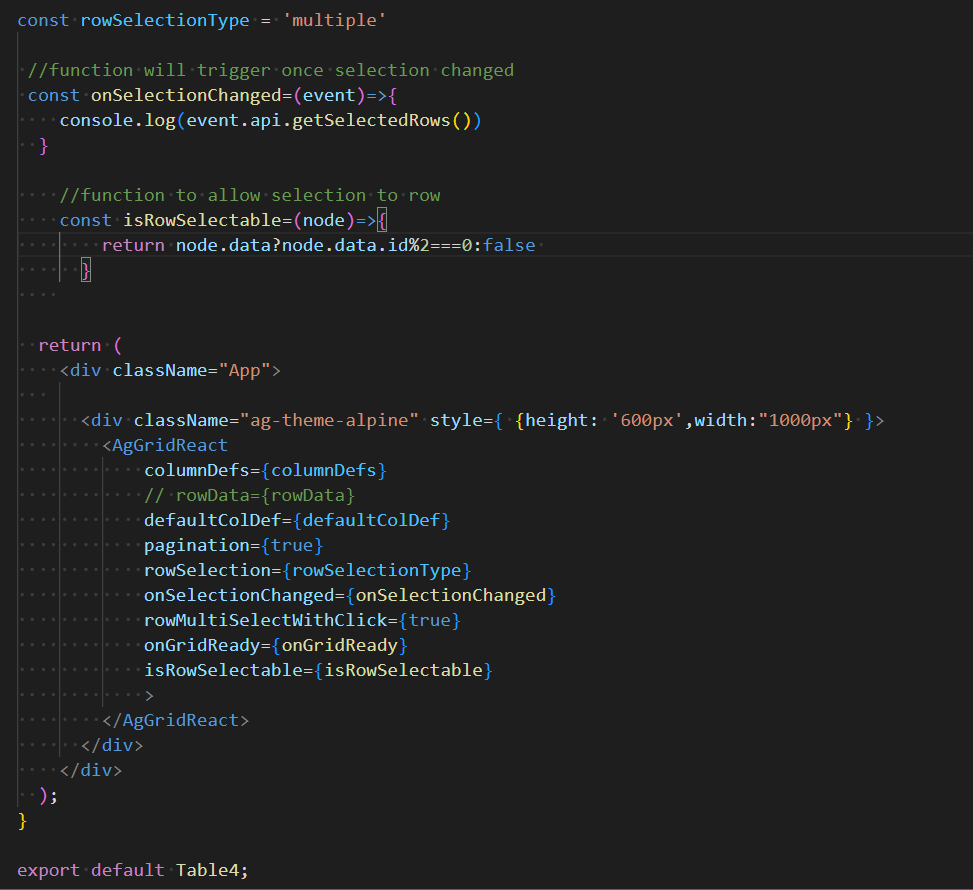 const rowSelectionType = 'multiple'
//function will trigger once selection changed
const onSelectionChanged=(event)=>{
console.log(event.api.getSelectedRows())
}
//function to allow selection to row
const isRowSelectable=(node)=>{
return node.data?node.data.id%2===0:false
}
return (
<div className="App">
<div className="ag-theme-alpine" style={ {height: '600px',width:"1000px"} }>
<AgGridReact
columnDefs={columnDefs}
// rowData={rowData}
defaultColDef={defaultColDef}
pagination={true}
rowSelection={rowSelectionType}
onSelectionChanged={onSelectionChanged}
rowMultiSelectWithClick={true}
onGridReady={onGridReady}
isRowSelectable={isRowSelectable}
>
</AgGridReact>
</div>
</div>
);
}
export default Table4;